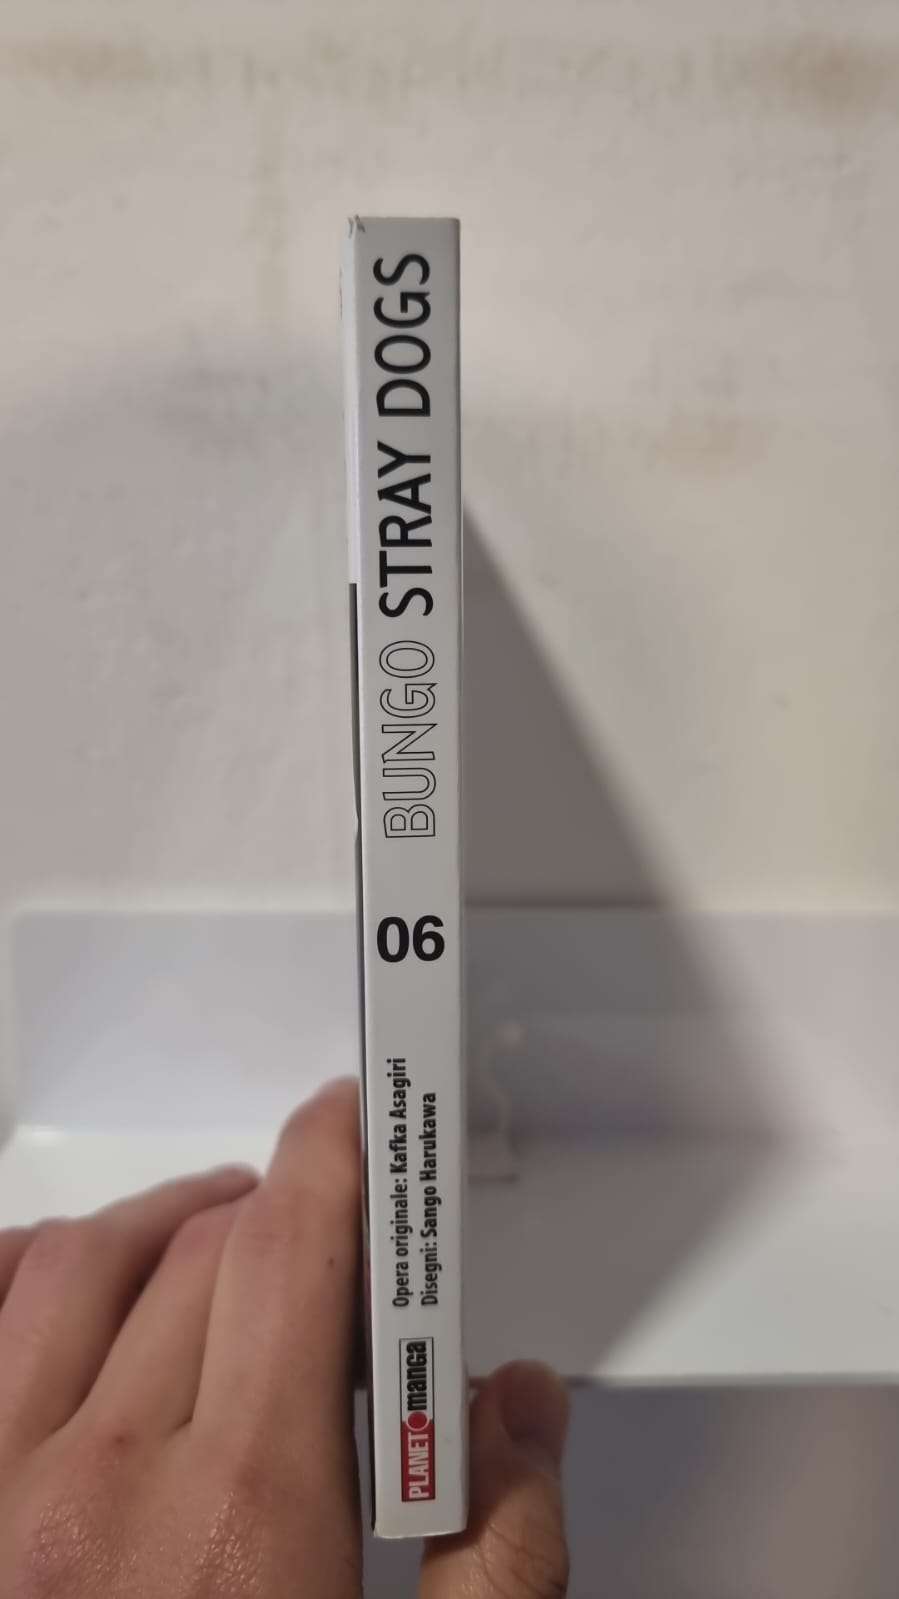 BUNGO STRAY DOGS
06
Opera originale: Kafka Asagiri
Disegni: Sango Harukawa
PLANET manga